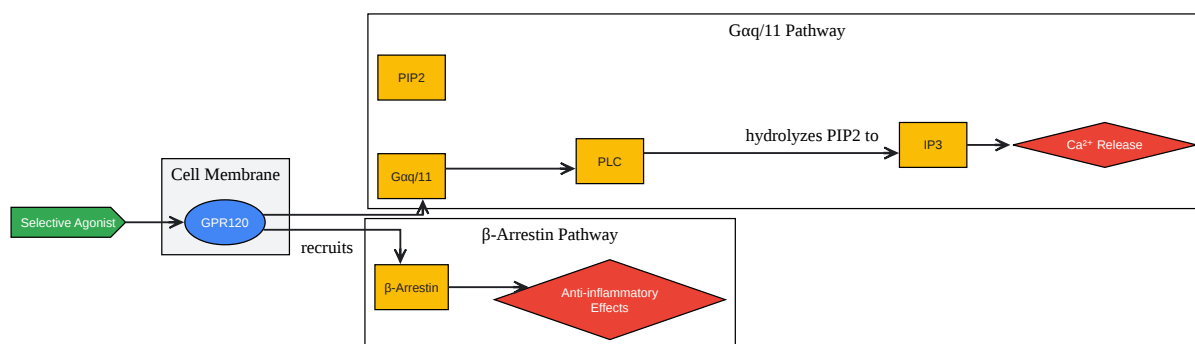 Gαq/11 Pathway
PIP2
hydrolyzes PIP2 to
IP3
Ca²⁺ Release
PLC
Gαq/11
Cell Membrane
Selective Agonist
GPR120
recruits
β-Arrestin Pathway
β-Arrestin
Anti-inflammatory
Effects